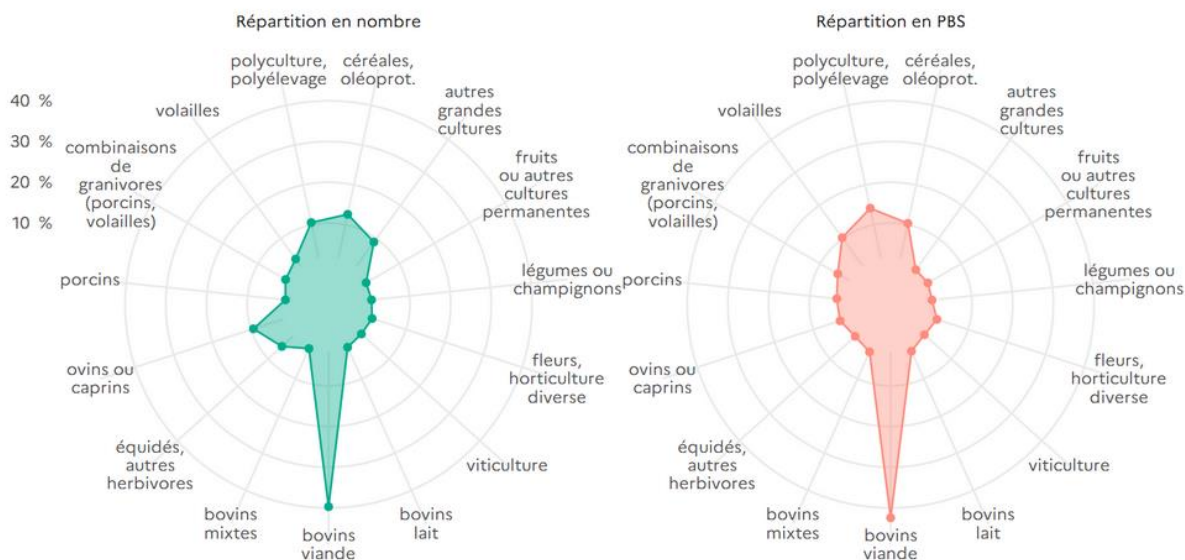 Répartition en nombre
polyculture,
polyélevage
céréales,
oléoprot.
autres
grandes
cultures
fruits
ou autres
cultures
permanentes
légumes ou
champignons
fleurs,
horticulture
diverse
viticulture
bovins
lait
bovins
viande
bovins
mixtes
équidés,
autres
herbivores
ovins ou
caprins
porcins
combinaisons
de
granivores
(porcins,
volailles)
volailles
40 %
30 %
20 %
10 %
Répartition en PBS
polyculture,
polyélevage
céréales,
oléoprot.
autres
grandes
cultures
fruits
ou autres
cultures
permanentes
légumes ou
champignons
fleurs,
horticulture
diverse
viticulture
bovins
lait
bovins
viande
bovins
mixtes
équidés,
autres
herbivores
ovins ou
caprins
porcins
combinaisons
de
granivores
(porcins,
volailles)
volailles